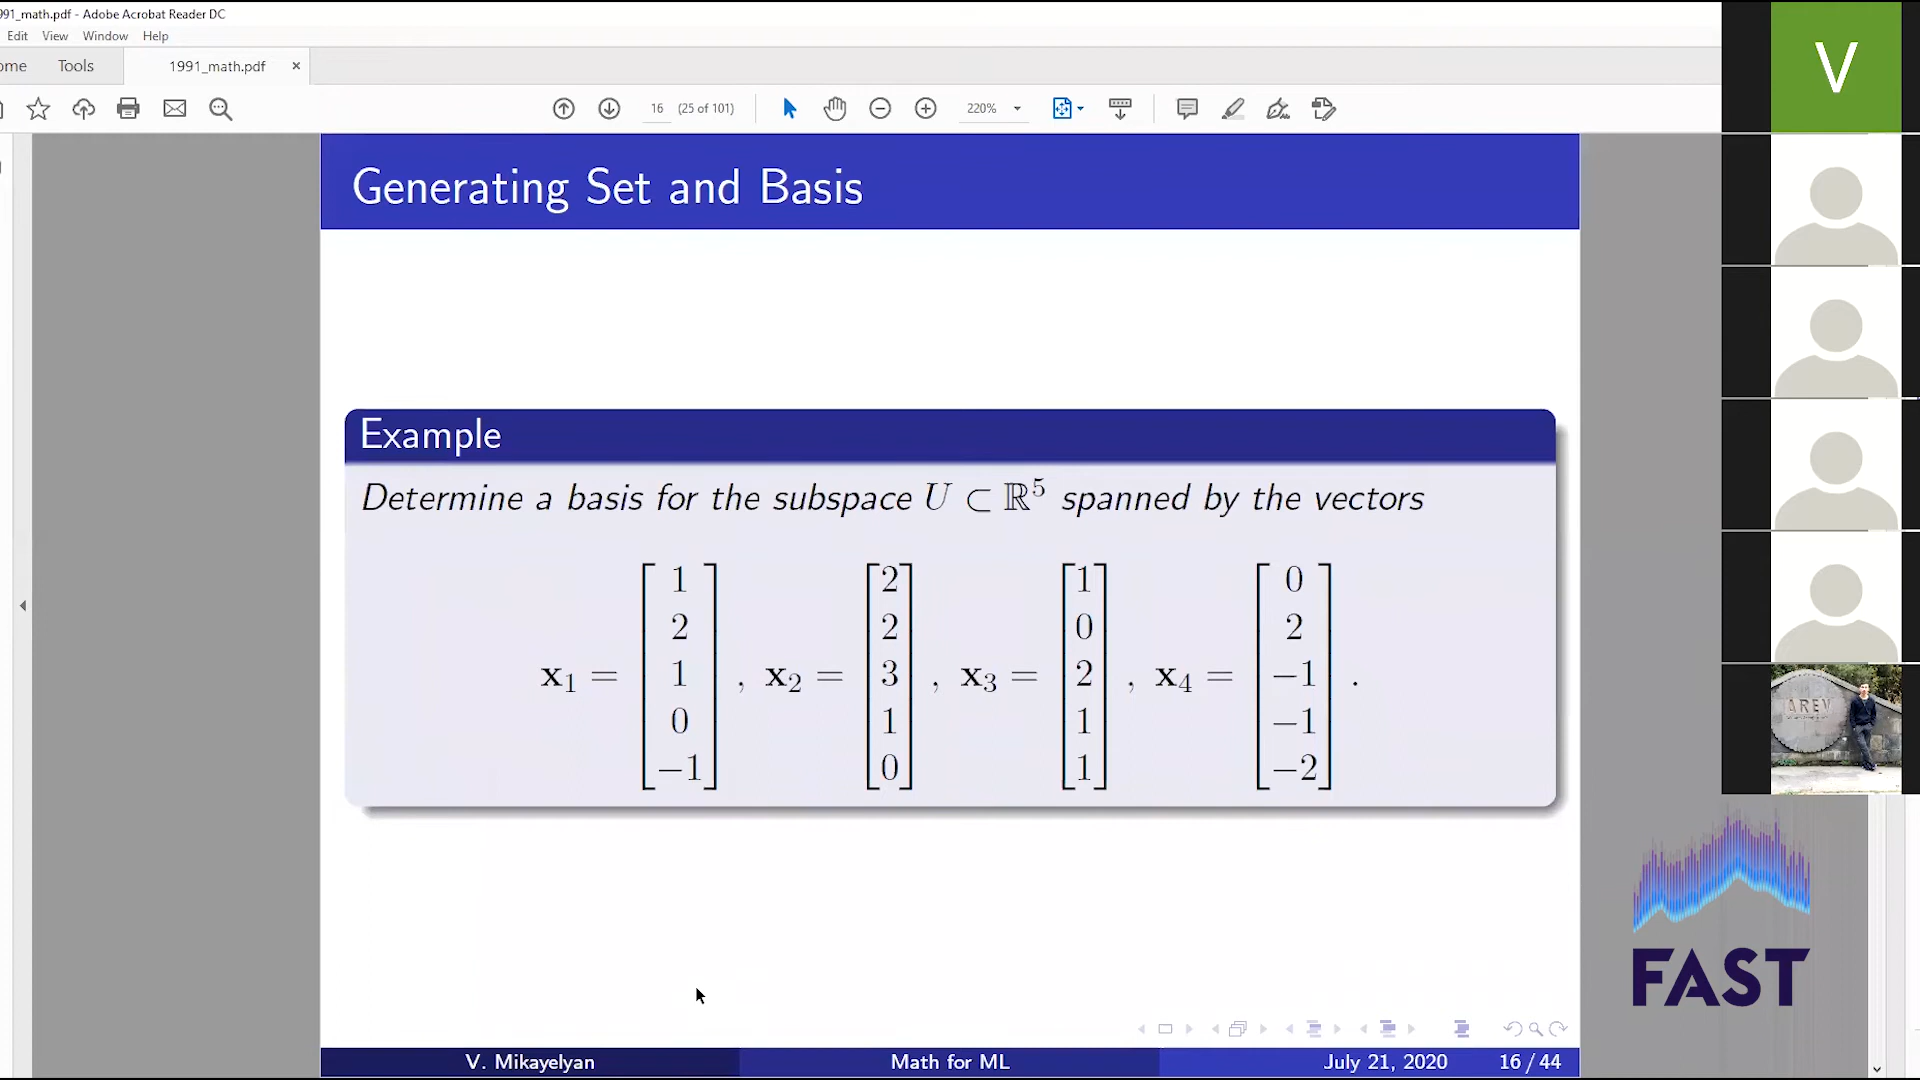 991_math.pdf - Adobe Acrobat Reader DC
Edit View Window Help
ome Tools 1991_math.pdf ×
16 (25 of 101) 220%
V
Generating Set and Basis
Example
Determine a basis for the subspace U ⊂ ℝ⁵ spanned by the vectors
x₁ = [1 2 1 0 −1], x₂ = [2 2 3 1 0], x₃ = [1 0 2 1 1], x₄ = [0 2 −1 −1 −2].
AREV
FAST
V. Mikayelyan Math for ML July 21, 2020 16 / 44